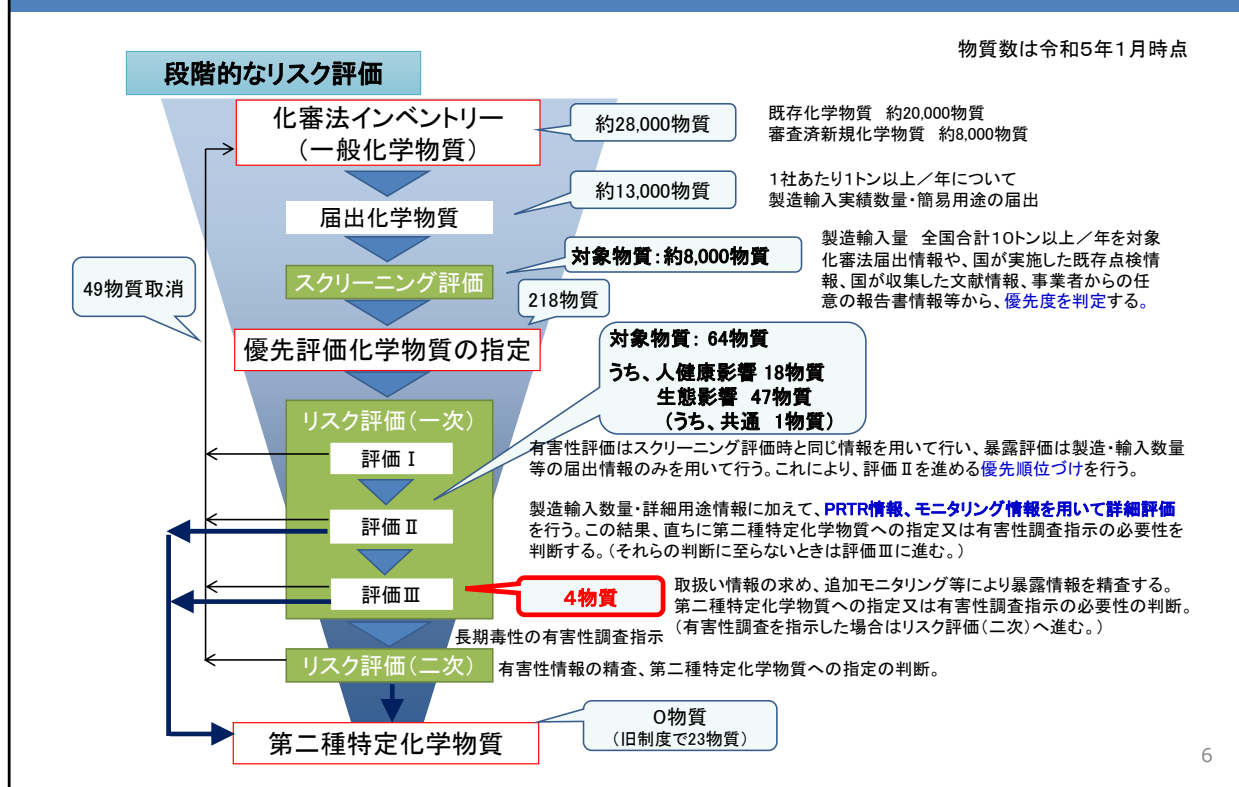 物質数は令和5年1月時点
段階的なリスク評価
化審法インベントリー
(一般化学物質)
約28,000物質
既存化学物質 約20,000物質
審査済新規化学物質 約8,000物質
届出化学物質
約13,000物質
1社あたり1トン以上/年について
製造輸入実績数量・簡易用途の届出
スクリーニング評価
対象物質:約8,000物質
製造輸入量 全国合計10トン以上/年を対象
化審法届出情報や、国が実施した既存点検情
報、国が収集した文献情報、事業者からの任
意の報告書情報等から、優先度を判定する。
49物質取消
218物質
優先評価化学物質の指定
対象物質: 64物質
うち、人健康影響 18物質
生態影響 47物質
(うち、共通 1物質)
リスク評価(一次)
評価Ⅰ
有害性評価はスクリーニング評価時と同じ情報を用いて行い、暴露評価は製造・輸入数量
等の届出情報のみを用いて行う。これにより、評価Ⅱを進める優先順位づけを行う。
評価Ⅱ
製造輸入数量・詳細用途情報に加えて、PRTR情報、モニタリング情報を用いて詳細評価
を行う。この結果、直ちに第二種特定化学物質への指定又は有害性調査指示の必要性を
判断する。(それらの判断に至らないときは評価Ⅲに進む。)
評価Ⅲ
4物質
取扱い情報の求め、追加モニタリング等により暴露情報を精査する。
第二種特定化学物質への指定又は有害性調査指示の必要性の判断。
(有害性調査を指示した場合はリスク評価(二次)へ進む。)
長期毒性の有害性調査指示
リスク評価(二次)
有害性情報の精査、第二種特定化学物質への指定の判断。
第二種特定化学物質
0物質
(旧制度で23物質)
6